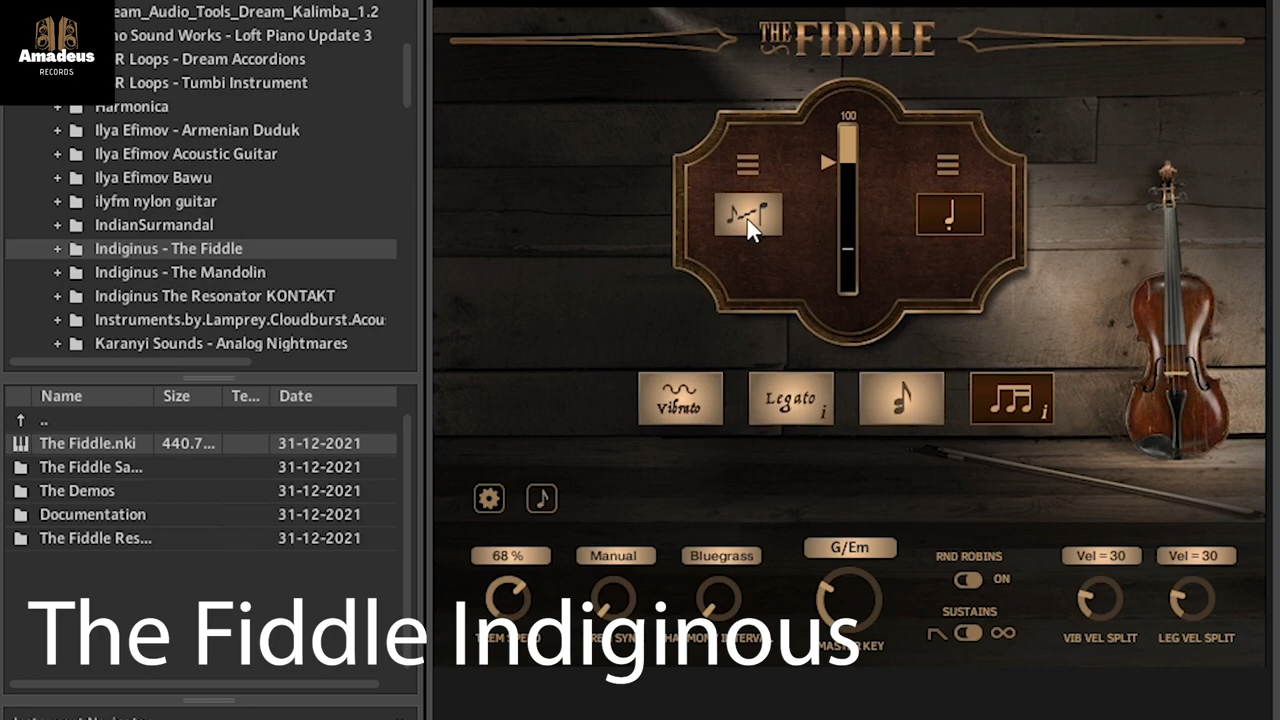 Amadeus
RECORDS
eam_Audio_Tools_Dream_Kalimba_1.2
no Sound Works - Loft Piano Update 3
R Loops - Dream Accordions
R Loops - Tumbi Instrument
Harmonica
Ilya Efimov - Armenian Duduk
Ilya Efimov Acoustic Guitar
Ilya Efimov Bawu
ilyfm nylon guitar
IndianSurmandal
Indiginus - The Fiddle
Indiginus - The Mandolin
Indiginus The Resonator KONTAKT
Instruments.by.Lamprey.Cloudburst.Acou
Karanyi Sounds - Analog Nightmares
Name Size Te... Date
..
The Fiddle.nki 440.7... 31-12-2021
The Fiddle Sa... 31-12-2021
The Demos 31-12-2021
Documentation 31-12-2021
The Fiddle Res... 31-12-2021
THE FIDDLE
100
Vibrato
Legato i
i
68 %
Manual
Bluegrass
G/Em
RND ROBINS
ON
SUSTAINS
Vel = 30
Vel = 30
HARMONY INTERVAL
MASTER KEY
VIB VEL SPLIT
LEG VEL SPLIT
The Fiddle Indiginous